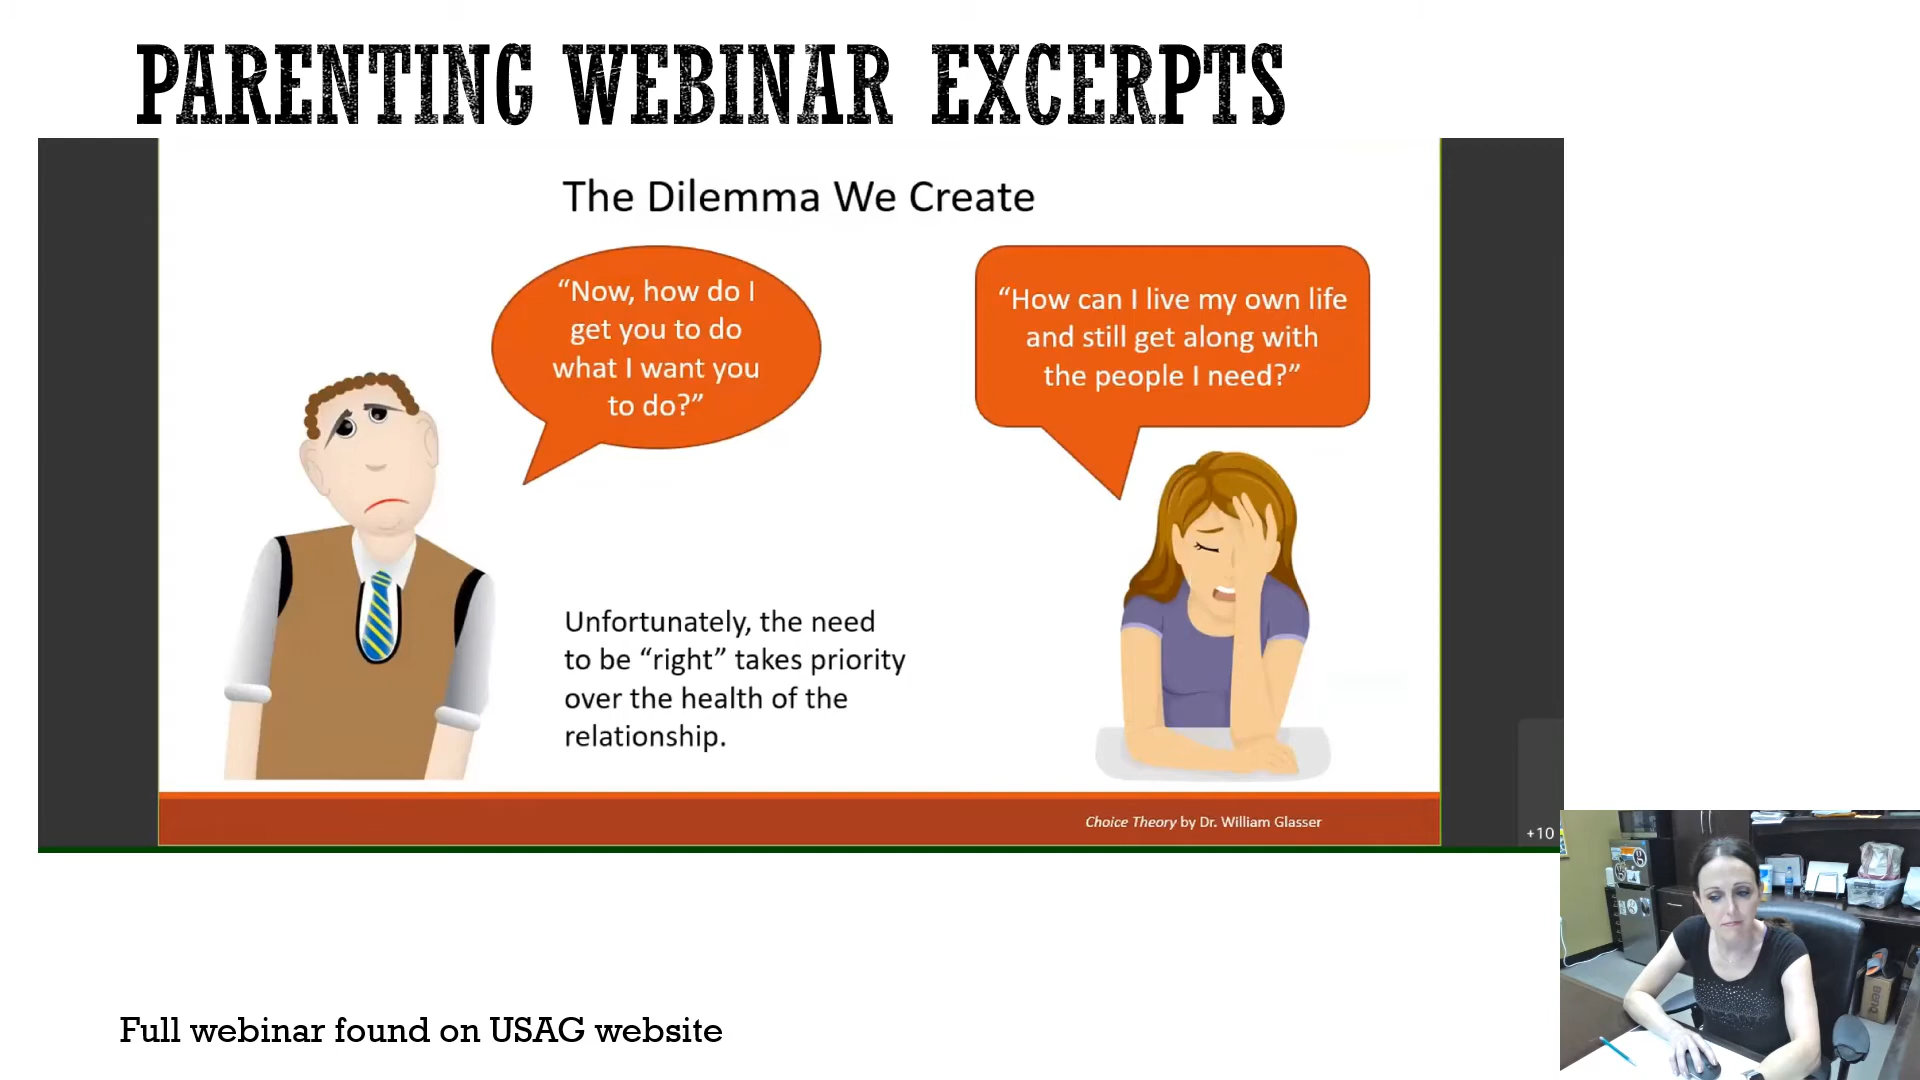 PARENTING WEBINAR EXCERPTS
The Dilemma We Create
“Now, how do I
get you to do
what I want you
to do?”
“How can I live my own life
and still get along with
the people I need?”
Unfortunately, the need
to be “right” takes priority
over the health of the
relationship.
Choice Theory by Dr. William Glasser
+10
BenQ
Full webinar found on USAG website